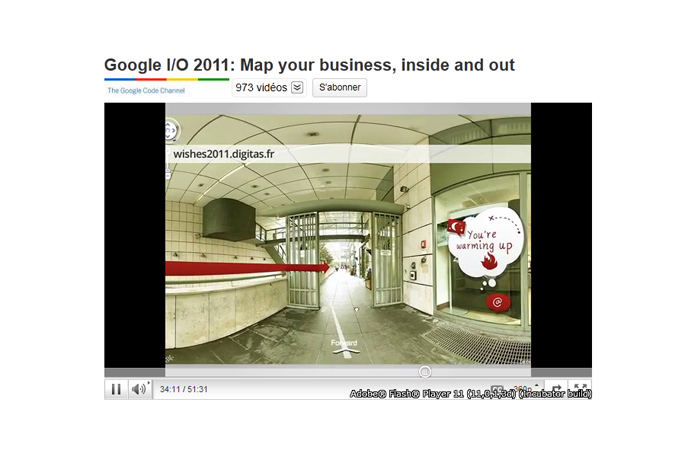 Google I/O 2011: Map your business, inside and out
The Google Code Channel
973 vidéos
S'abonner
wishes2011.digitas.fr
You're
warming up
@
Forward
34:11 / 51:31
Adobe® Flash® Player 11 (11,0,1,3d) (Incubator build)